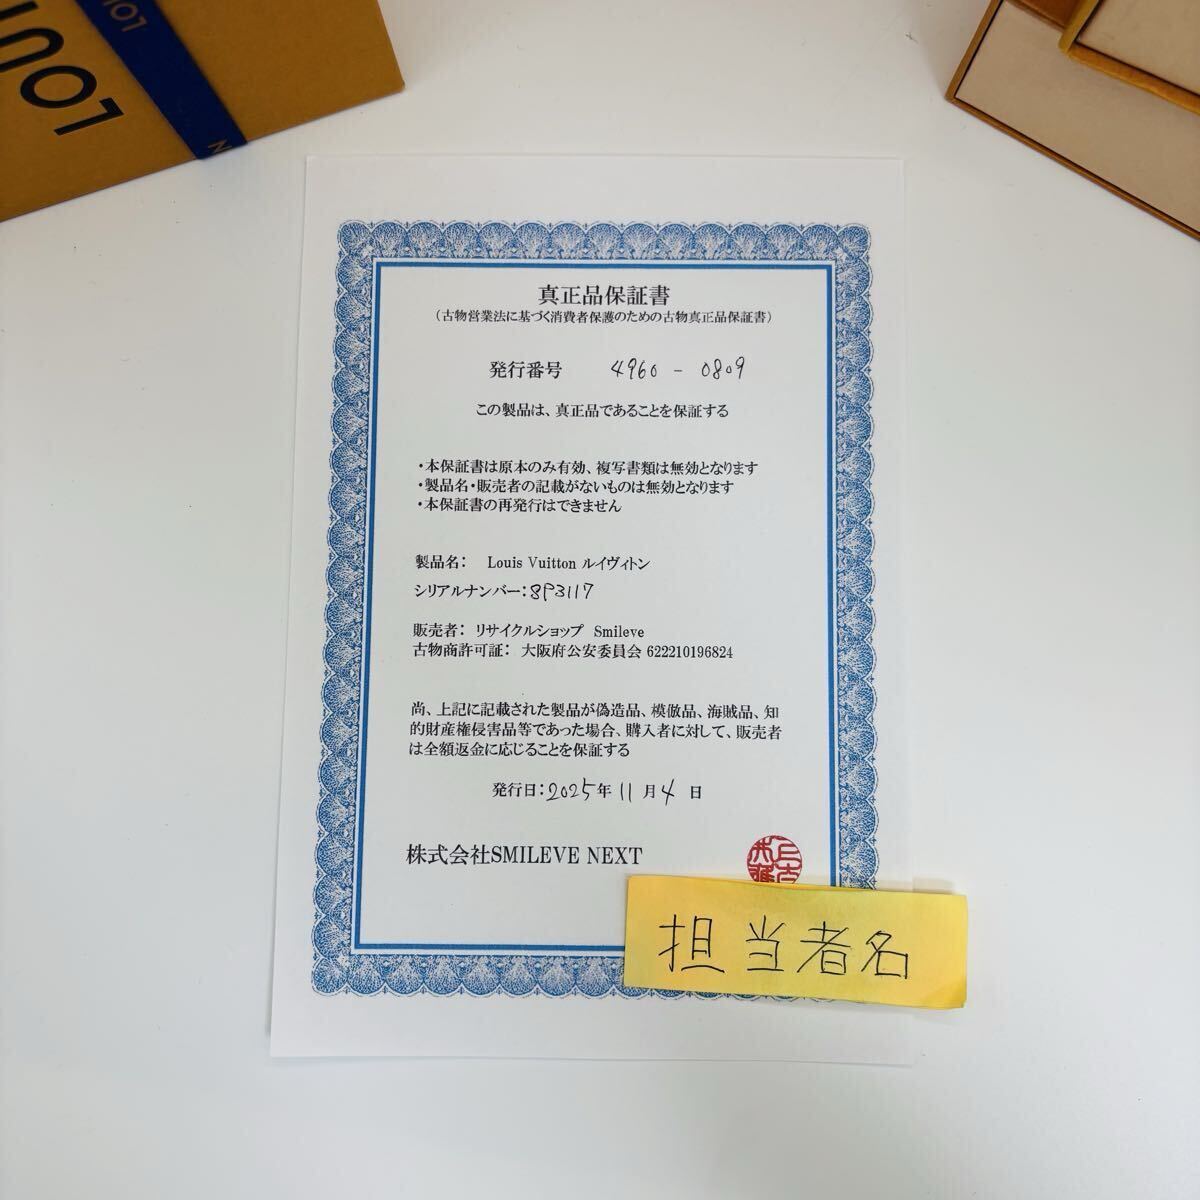 LOUI
LO
N
真正品保証書
(古物営業法に基づく消費者保護のための古物真正品保証書)
発行番号 4960 - 0809
この製品は、真正品であることを保証する
・本保証書は原本のみ有効、複写書類は無効となります
・製品名・販売者の記載がないものは無効となります
・本保証書の再発行はできません
製品名: Louis Vuitton ルイヴィトン
シリアルナンバー:8P3117
販売者: リサイクルショップ Smileve
古物商許可証: 大阪府公安委員会 622210196824
尚、上記に記載された製品が偽造品、模倣品、海賊品、知
的財産権侵害品等であった場合、購入者に対して、販売者
は全額返金に応じることを保証する
発行日:2025年 11 月 4 日
株式会社SMILEVE NEXT
担当者名